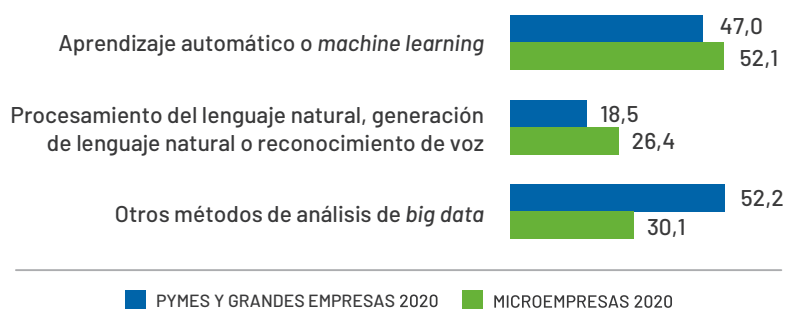 Aprendizaje automático o machine learning
47,0
52,1
Procesamiento del lenguaje natural, generación
de lenguaje natural o reconocimiento de voz
18,5
26,4
Otros métodos de análisis de big data
52,2
30,1
PYMES Y GRANDES EMPRESAS 2020
MICROEMPRESAS 2020